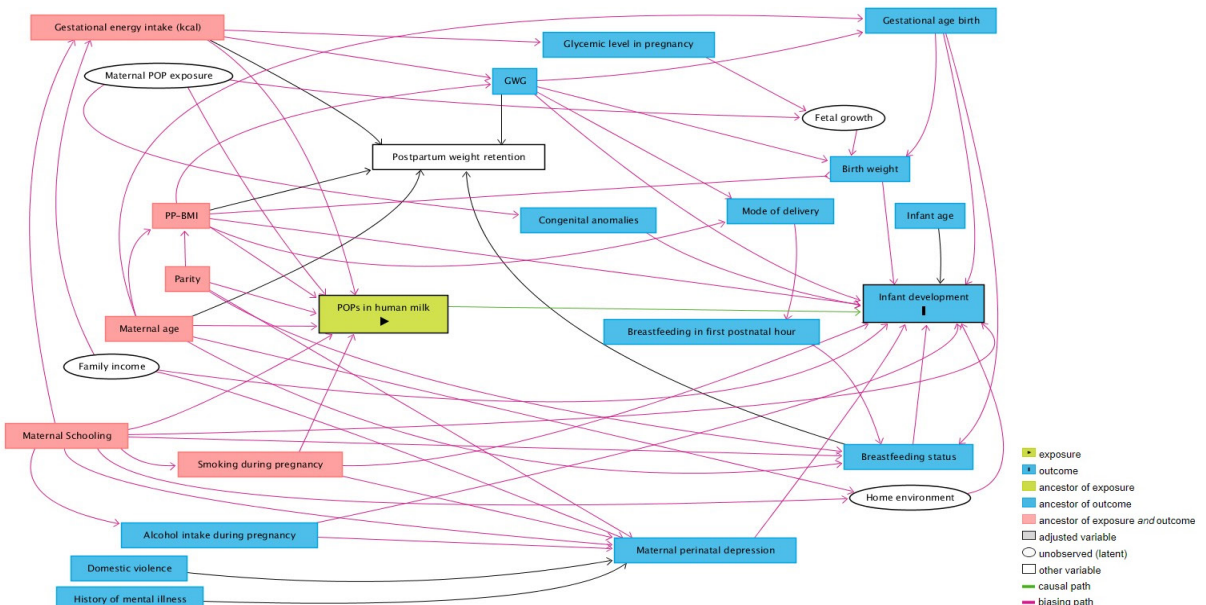 Gestational energy intake (kcal)
Gestational age birth
Glycemic level in pregnancy
Maternal POP exposure
GWG
Fetal growth
Postpartum weight retention
Birth weight
PP-BMI
Congenital anomalies
Mode of delivery
Infant age
Parity
POPs in human milk
Infant development
Maternal age
Breastfeeding in first postnatal hour
Family income
Maternal Schooling
Smoking during pregnancy
Breastfeeding status
Home environment
Alcohol intake during pregnancy
Maternal perinatal depression
Domestic violence
History of mental illness
exposure
outcome
ancestor of exposure
ancestor of outcome
ancestor of exposure and outcome
adjusted variable
unobserved (latent)
other variable
causal path
biasing path